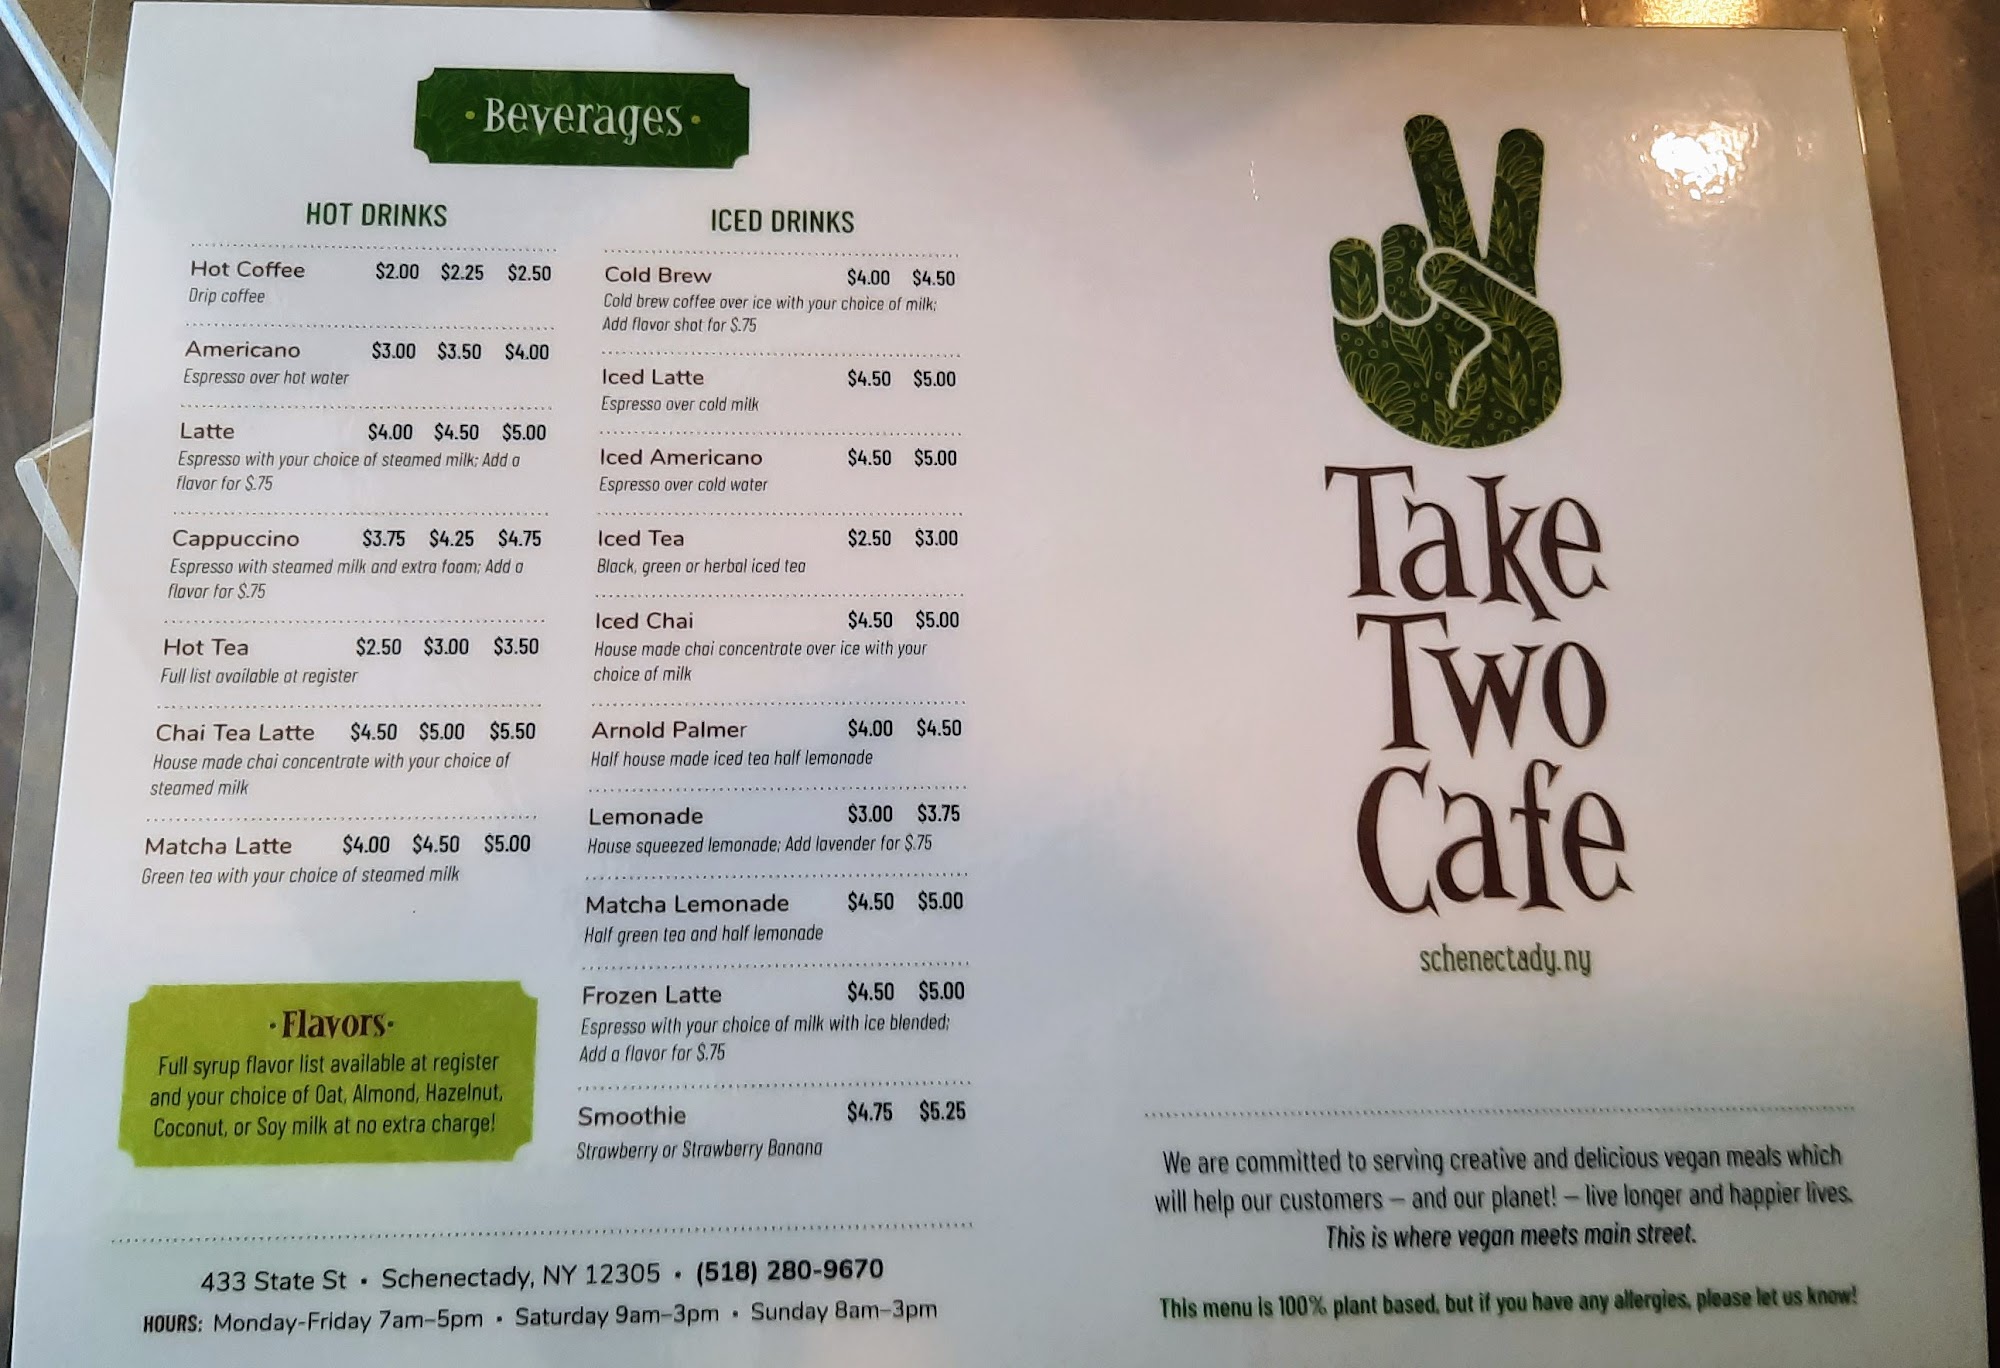 · Beverages ·
HOT DRINKS
Hot Coffee $2.00 $2.25 $2.50
Drip coffee
Americano $3.00 $3.50 $4.00
Espresso over hot water
Latte $4.00 $4.50 $5.00
Espresso with your choice of steamed milk; Add a
flavor for $.75
Cappuccino $3.75 $4.25 $4.75
Espresso with steamed milk and extra foam; Add a
flavor for $.75
Hot Tea $2.50 $3.00 $3.50
Full list available at register
Chai Tea Latte $4.50 $5.00 $5.50
House made chai concentrate with your choice of
steamed milk
Matcha Latte $4.00 $4.50 $5.00
Green tea with your choice of steamed milk
· Flavors ·
Full syrup flavor list available at register
and your choice of Oat, Almond, Hazelnut,
Coconut, or Soy milk at no extra charge!
ICED DRINKS
Cold Brew $4.00 $4.50
Cold brew coffee over ice with your choice of milk;
Add flavor shot for $.75
Iced Latte $4.50 $5.00
Espresso over cold milk
Iced Americano $4.50 $5.00
Espresso over cold water
Iced Tea $2.50 $3.00
Black, green or herbal iced tea
Iced Chai $4.50 $5.00
House made chai concentrate over ice with your
choice of milk
Arnold Palmer $4.00 $4.50
Half house made iced tea half lemonade
Lemonade $3.00 $3.75
House squeezed lemonade; Add lavender for $.75
Matcha Lemonade $4.50 $5.00
Half green tea and half lemonade
Frozen Latte $4.50 $5.00
Espresso with your choice of milk with ice blended;
Add a flavor for $.75
Smoothie $4.75 $5.25
Strawberry or Strawberry Banana
433 State St • Schenectady, NY 12305 • (518) 280-9670
HOURS: Monday-Friday 7am–5pm • Saturday 9am–3pm • Sunday 8am–3pm
Take
Two
Cafe
schenectady.ny
We are committed to serving creative and delicious vegan meals which
will help our customers – and our planet! – live longer and happier lives.
This is where vegan meets main street.
This menu is 100% plant based, but if you have any allergies, please let us know!